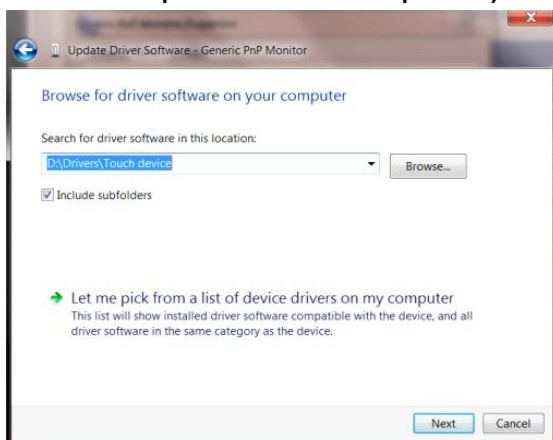 Update Driver Software - Generic PnP Monitor
Browse for driver software on your computer
Search for driver software in this location:
D:\Drivers\Touch device
Browse...
Include subfolders
Let me pick from a list of device drivers on my computer
This list will show installed driver software compatible with the device, and all
driver software in the same category as the device.
Next
Cancel